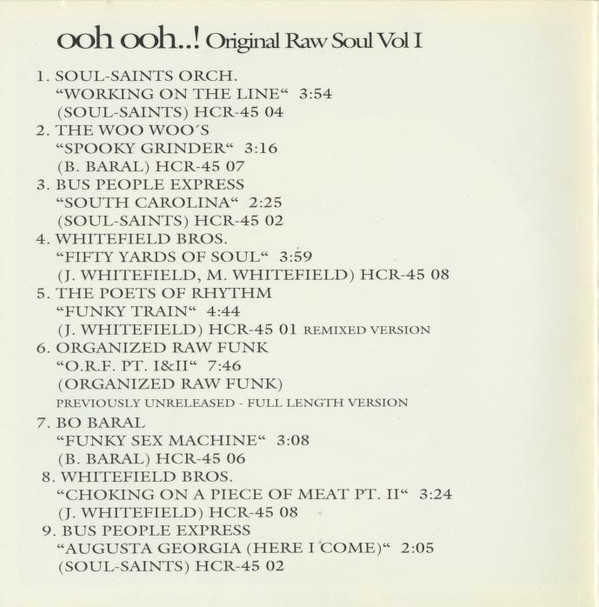 ooh ooh..! Original Raw Soul Vol I
1. SOUL-SAINTS ORCH.
“WORKING ON THE LINE“ 3:54
(SOUL-SAINTS) HCR-45 04
2. THE WOO WOO´S
“SPOOKY GRINDER“ 3:16
(B. BARAL) HCR-45 07
3. BUS PEOPLE EXPRESS
“SOUTH CAROLINA“ 2:25
(SOUL-SAINTS) HCR-45 02
4. WHITEFIELD BROS.
“FIFTY YARDS OF SOUL“ 3:59
(J. WHITEFIELD, M. WHITEFIELD) HCR-45 08
5. THE POETS OF RHYTHM
“FUNKY TRAIN“ 4:44
(J. WHITEFIELD) HCR-45 01 REMIXED VERSION
6. ORGANIZED RAW FUNK
“O.R.F. PT. I&II“ 7:46
(ORGANIZED RAW FUNK)
PREVIOUSLY UNRELEASED - FULL LENGTH VERSION
7. BO BARAL
“FUNKY SEX MACHINE“ 3:08
(B. BARAL) HCR-45 06
8. WHITEFIELD BROS.
“CHOKING ON A PIECE OF MEAT PT. II“ 3:24
(J. WHITEFIELD) HCR-45 08
9. BUS PEOPLE EXPRESS
“AUGUSTA GEORGIA (HERE I COME)“ 2:05
(SOUL-SAINTS) HCR-45 02